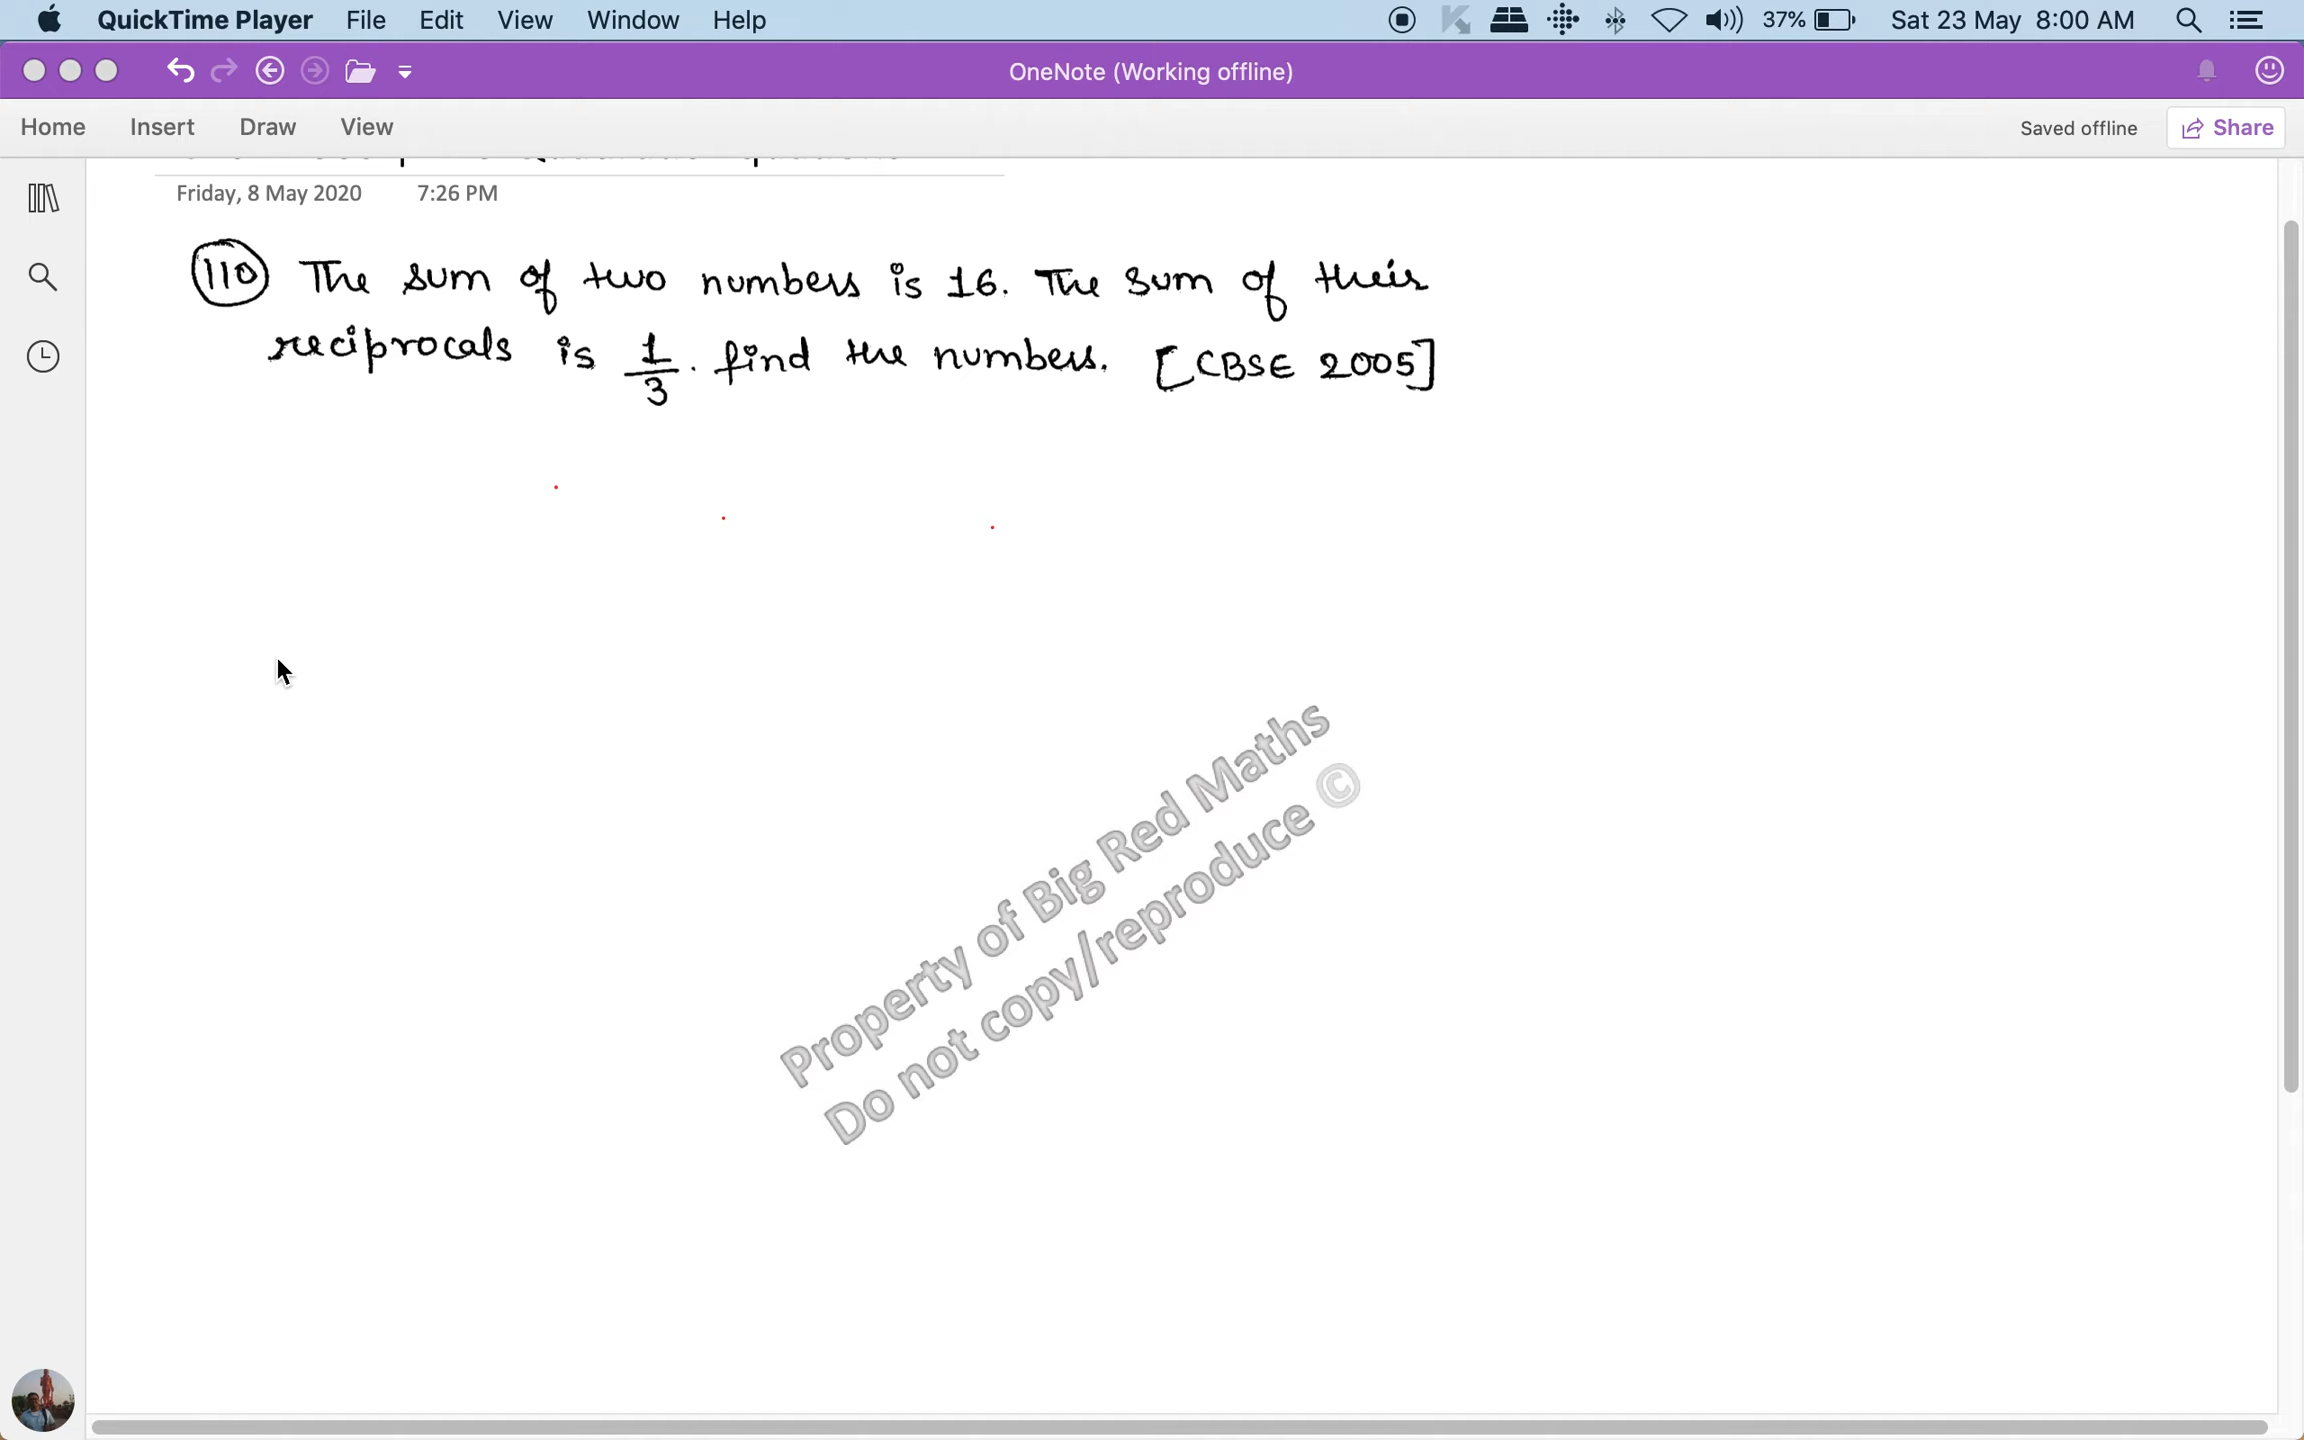 QuickTime Player File Edit View Window Help 37% Sat 23 May 8:00 AM
OneNote (Working offline)
Home Insert Draw View Saved offline Share
Friday, 8 May 2020 7:26 PM
110 The sum of two numbers is 16. The sum of their
reciprocals is 1/3. find the numbers. [CBSE 2005]
Property of Big Red Maths
Do not copy/reproduce ©